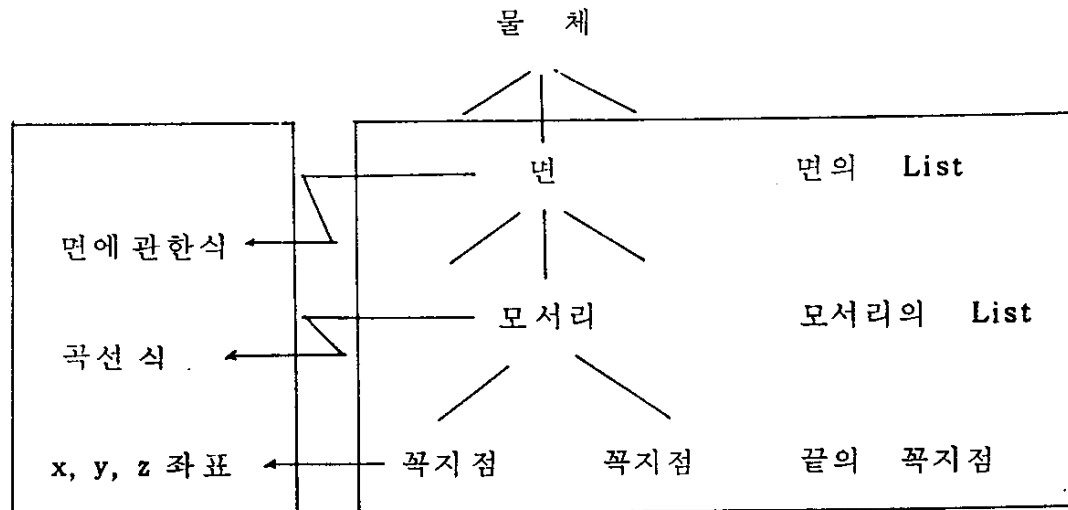 물 체
면 면의 List
면에 관한식
모서리 모서리의 List
곡선 식
x, y, z 좌표 꼭지점 꼭지점 끝의 꼭지점